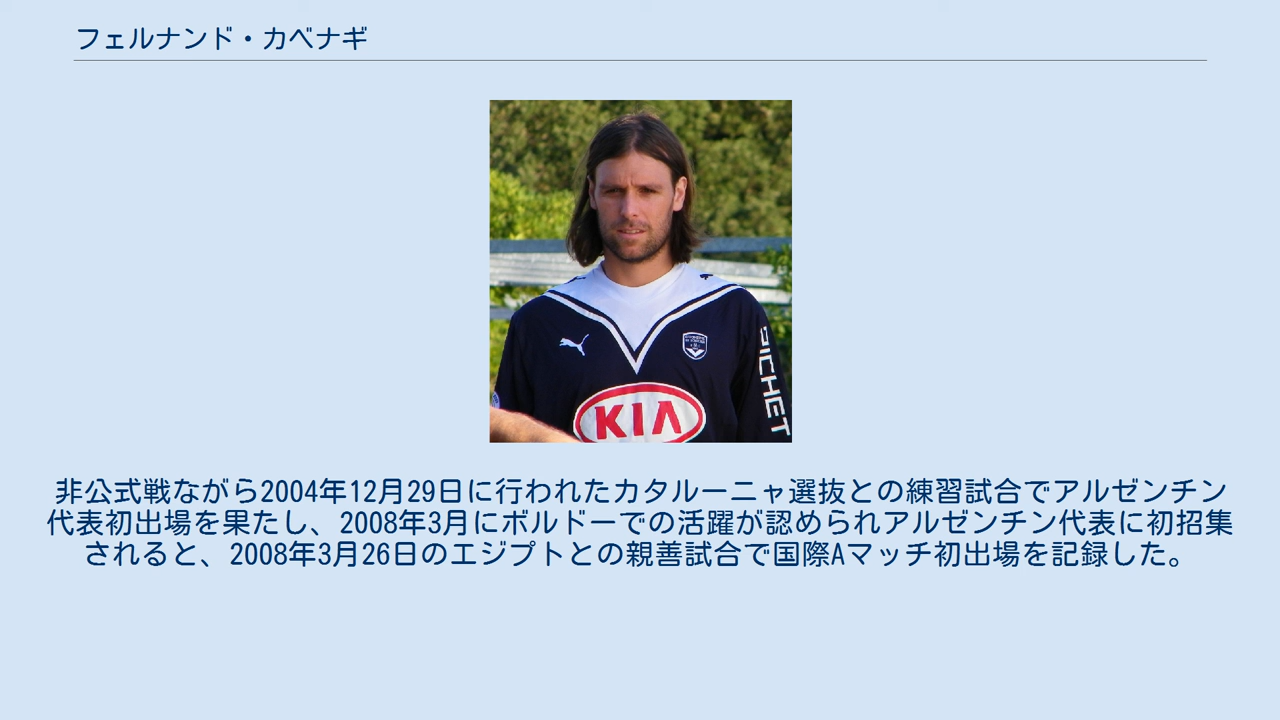 フェルナンド・カベナギ
KIA
PICHET
非公式戦ながら2004年12月29日に行われたカタルーニャ選抜との練習試合でアルゼンチン
代表初出場を果たし、2008年3月にボルドーでの活躍が認められアルゼンチン代表に初招集
されると、2008年3月26日のエジプトとの親善試合で国際Aマッチ初出場を記録した。